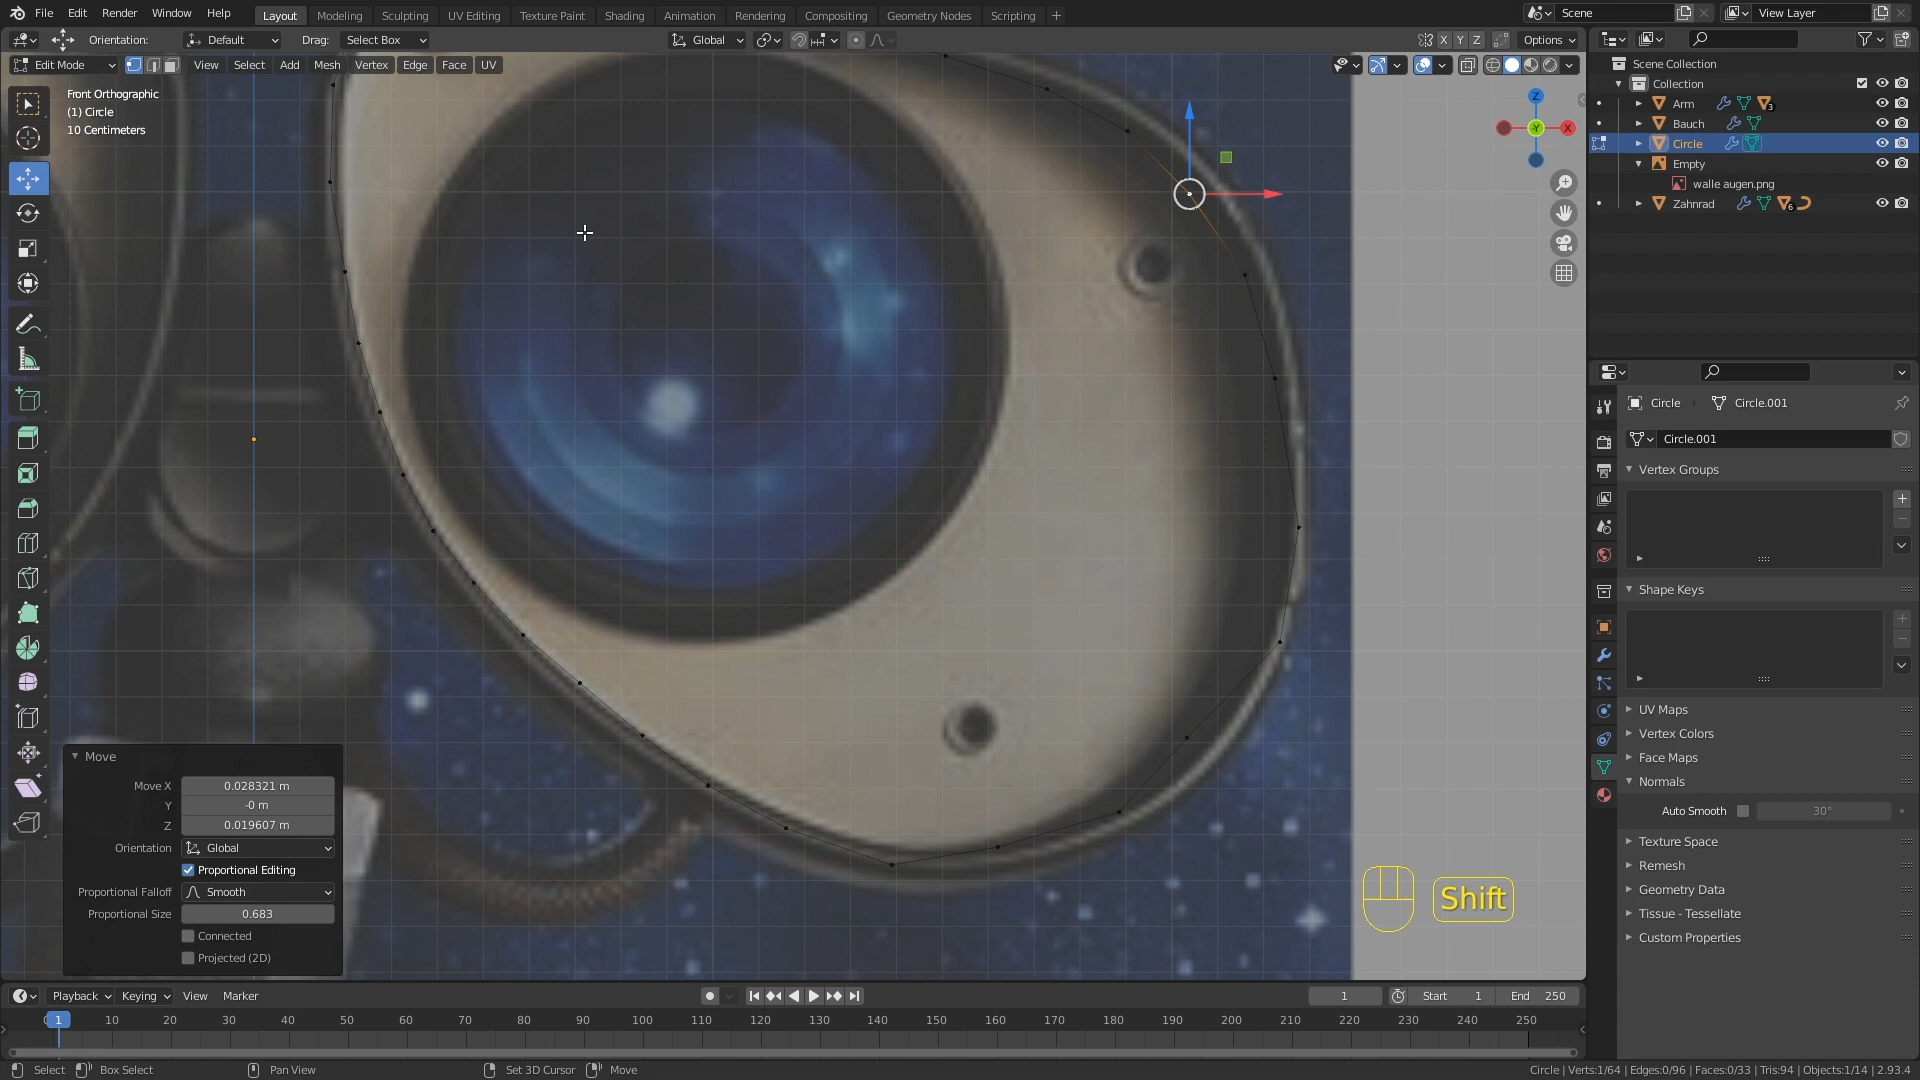 File Edit Render Window Help Layout Modeling Sculpting UV Editing Texture Paint Shading Animation Rendering Compositing Geometry Nodes Scripting + Scene View Layer
Orientation: Default Drag: Select Box Global X Y Z Options
Edit Mode View Select Add Mesh Vertex Edge Face UV
Front Orthographic
(1) Circle
10 Centimeters
Z
Y
X
Scene Collection
Collection
Arm 3
Bauch
Circle
Empty
walle augen.png
Zahnrad 6
Circle Circle.001
Circle.001
Vertex Groups
Shape Keys
UV Maps
Vertex Colors
Face Maps
Normals
Auto Smooth 30°
Texture Space
Remesh
Geometry Data
Tissue - Tessellate
Custom Properties
Move
Move X 0.028321 m
Y -0 m
Z 0.019607 m
Orientation Global
Proportional Editing
Proportional Falloff Smooth
Proportional Size 0.683
Connected
Projected (2D)
Shift
Playback Keying View Marker 1 Start 1 End 250
1 10 20 30 40 50 60 70 80 90 100 110 120 130 140 150 160 170 180 190 200 210 220 230 240 250
Select Box Select Pan View Set 3D Cursor Move Circle | Verts:1/64 | Edges:0/96 | Faces:0/33 | Tris:94 | Objects:1/14 | 2.93.4